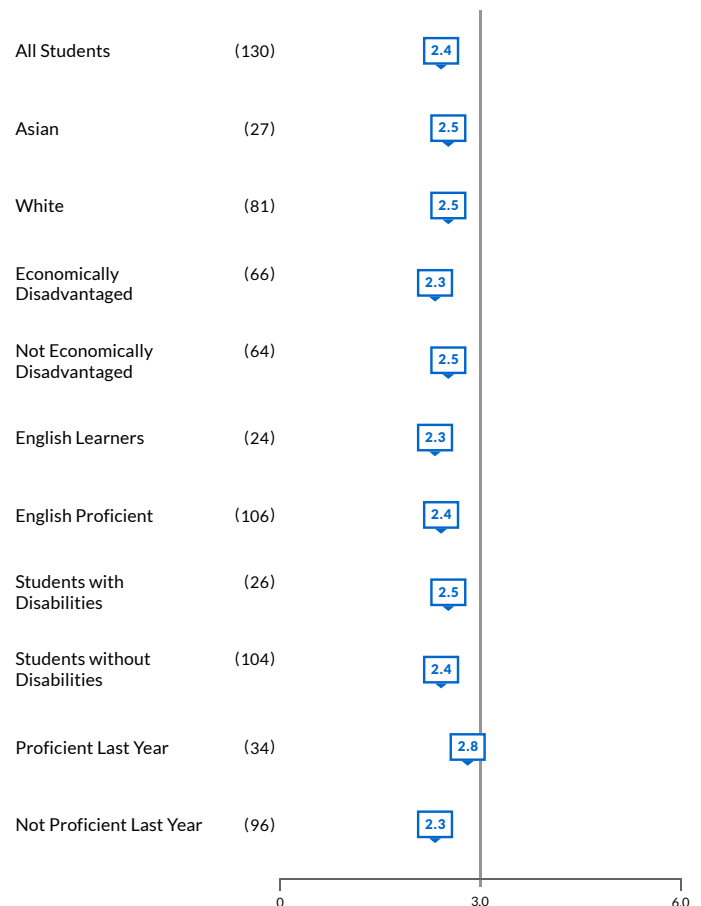 All Students (130) 2.4
Asian (27) 2.5
White (81) 2.5
Economically (66) 2.3
Disadvantaged
Not Economically (64) 2.5
Disadvantaged
English Learners (24) 2.3
English Proficient (106) 2.4
Students with (26) 2.5
Disabilities
Students without (104) 2.4
Disabilities
Proficient Last Year (34) 2.8
Not Proficient Last Year (96) 2.3
0 3.0 6.0